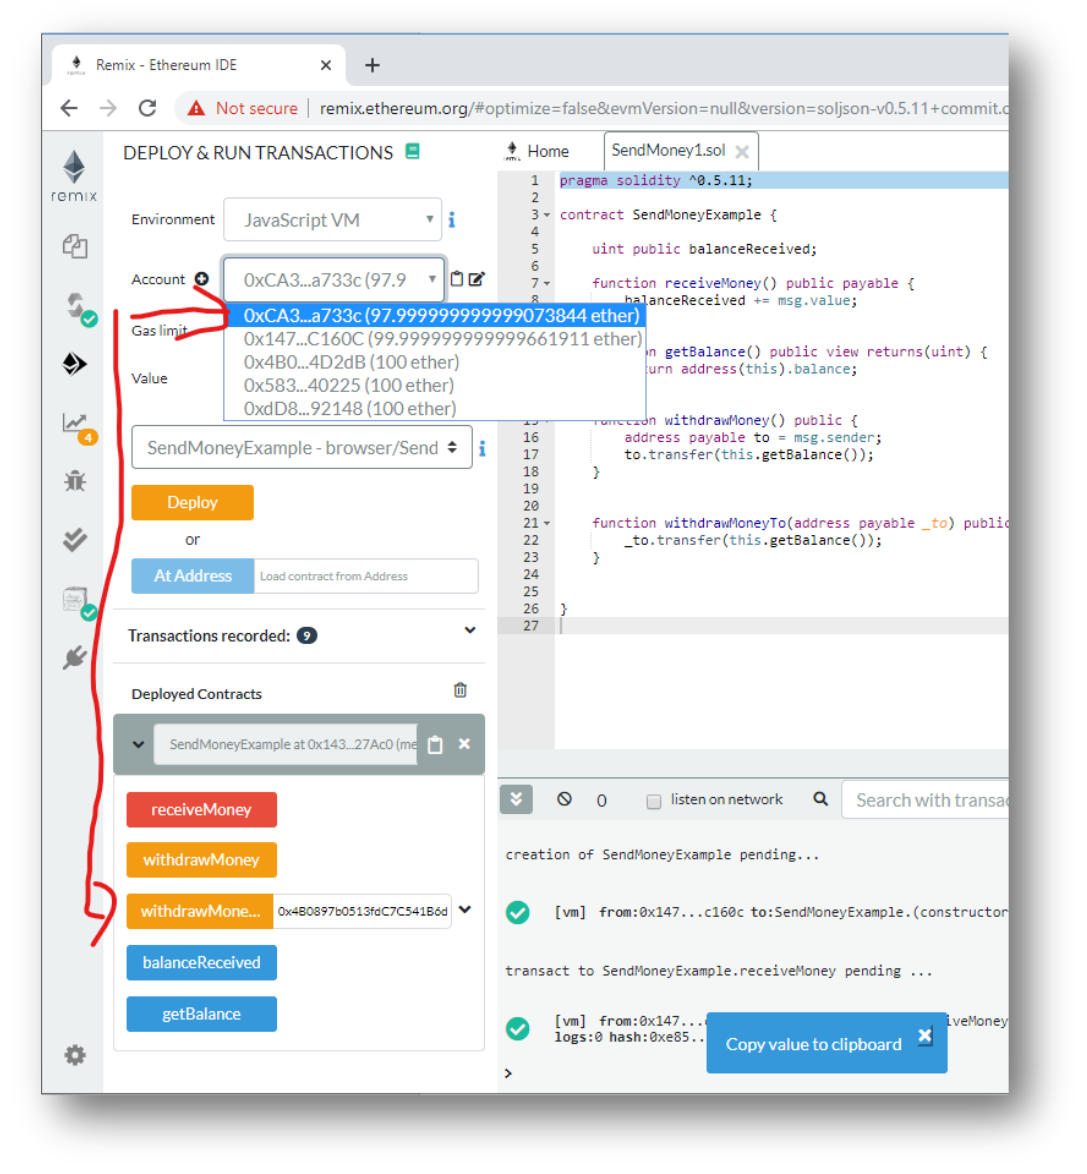 Remix - Ethereum IDE
Not secure | remix.ethereum.org/#optimize=false&evmVersion=null&version=soljson-v0.5.11+commit.c
remix
4
DEPLOY & RUN TRANSACTIONS
Environment JavaScript VM
Account 0xCA3...a733c (97.9
0xCA3...a733c (97.999999999999073844 ether)
Gas limit
0x147...C160C (99.999999999999661911 ether)
0x4B0...4D2dB (100 ether)
Value
0x583...40225 (100 ether)
0xdD8...92148 (100 ether)
SendMoneyExample - browser/Send
Deploy
or
At Address Load contract from Address
Transactions recorded: 9
Deployed Contracts
SendMoneyExample at 0x143...27Ac0 (me
receiveMoney
withdrawMoney
withdrawMone... 0x4B0897b0513fdC7C541B6d
balanceReceived
getBalance
Home SendMoney1.sol
1 pragma solidity ^0.5.11;
2
3 contract SendMoneyExample {
4
5 uint public balanceReceived;
6
7 function receiveMoney() public payable {
8 balanceReceived += msg.value;
n getBalance() public view returns(uint) {
urn address(this).balance;
15 function withdrawMoney() public {
16 address payable to = msg.sender;
17 to.transfer(this.getBalance());
18 }
19
20
21 function withdrawMoneyTo(address payable _to) public
22 _to.transfer(this.getBalance());
23 }
24
25
26 }
27
0 listen on network Search with transac
creation of SendMoneyExample pending...
[vm] from:0x147...c160c to:SendMoneyExample.(constructor
transact to SendMoneyExample.receiveMoney pending ...
[vm] from:0x147... iveMoney
logs:0 hash:0xe85..
Copy value to clipboard
>